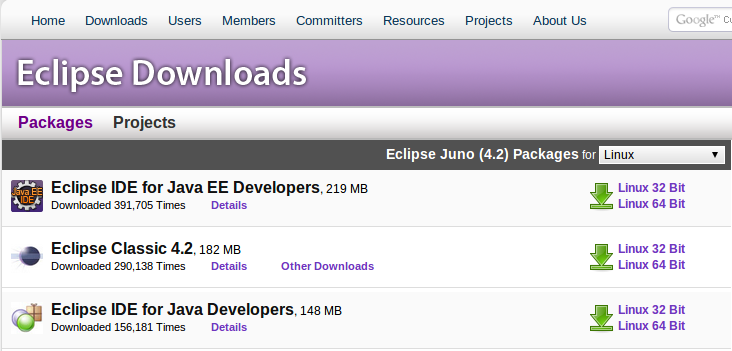 Home Downloads Users Members Committers Resources Projects About Us Google™
Eclipse Downloads
Packages Projects
Eclipse Juno (4.2) Packages for Linux
Java EE IDE
Eclipse IDE for Java EE Developers, 219 MB
Downloaded 391,705 Times Details
Linux 32 Bit
Linux 64 Bit
Eclipse Classic 4.2, 182 MB
Downloaded 290,138 Times Details Other Downloads
Linux 32 Bit
Linux 64 Bit
Eclipse IDE for Java Developers, 148 MB
Downloaded 156,181 Times Details
Linux 32 Bit
Linux 64 Bit